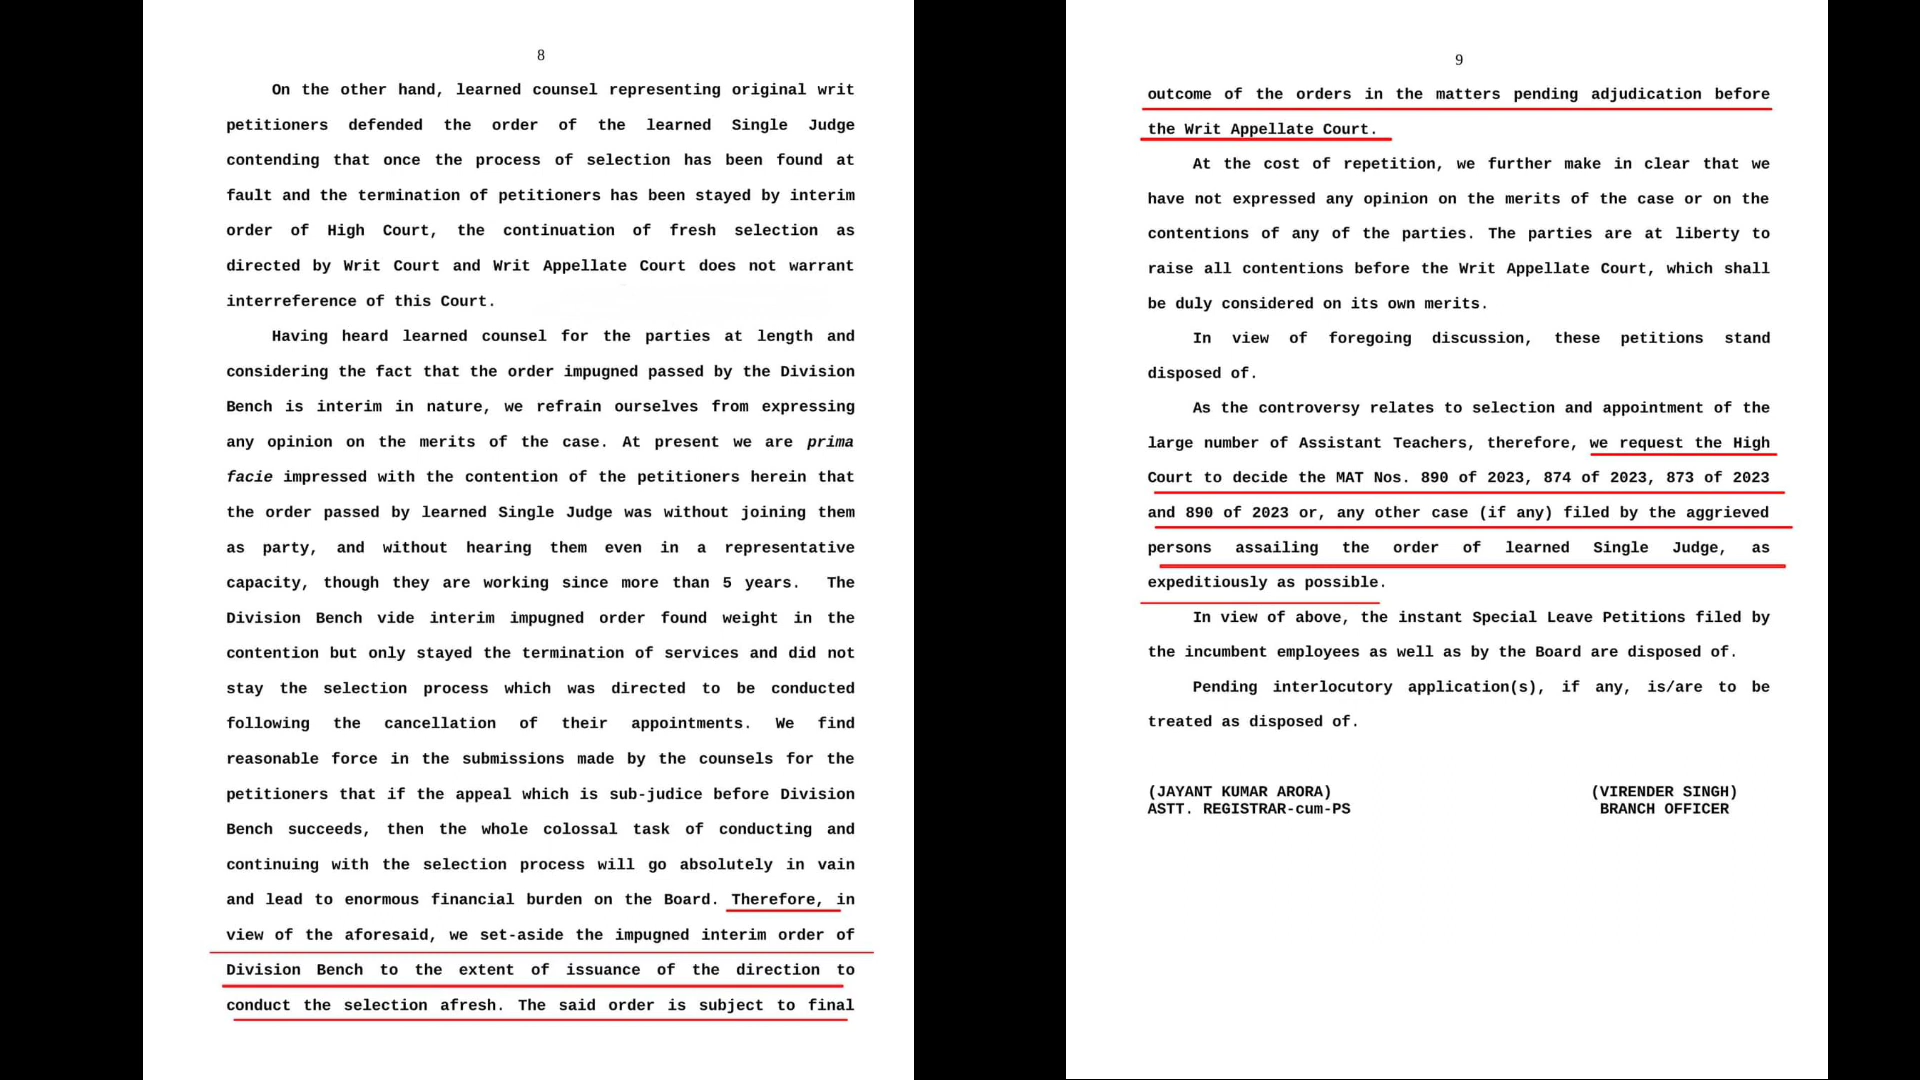 8
On the other hand, learned counsel representing original writ
petitioners defended the order of the learned Single Judge
contending that once the process of selection has been found at
fault and the termination of petitioners has been stayed by interim
order of High Court, the continuation of fresh selection as
directed by Writ Court and Writ Appellate Court does not warrant
interreference of this Court.
Having heard learned counsel for the parties at length and
considering the fact that the order impugned passed by the Division
Bench is interim in nature, we refrain ourselves from expressing
any opinion on the merits of the case. At present we are prima
facie impressed with the contention of the petitioners herein that
the order passed by learned Single Judge was without joining them
as party, and without hearing them even in a representative
capacity, though they are working since more than 5 years. The
Division Bench vide interim impugned order found weight in the
contention but only stayed the termination of services and did not
stay the selection process which was directed to be conducted
following the cancellation of their appointments. We find
reasonable force in the submissions made by the counsels for the
petitioners that if the appeal which is sub-judice before Division
Bench succeeds, then the whole colossal task of conducting and
continuing with the selection process will go absolutely in vain
and lead to enormous financial burden on the Board. Therefore, in
view of the aforesaid, we set-aside the impugned interim order of
Division Bench to the extent of issuance of the direction to
conduct the selection afresh. The said order is subject to final
9
outcome of the orders in the matters pending adjudication before
the Writ Appellate Court.
At the cost of repetition, we further make in clear that we
have not expressed any opinion on the merits of the case or on the
contentions of any of the parties. The parties are at liberty to
raise all contentions before the Writ Appellate Court, which shall
be duly considered on its own merits.
In view of foregoing discussion, these petitions stand
disposed of.
As the controversy relates to selection and appointment of the
large number of Assistant Teachers, therefore, we request the High
Court to decide the MAT Nos. 890 of 2023, 874 of 2023, 873 of 2023
and 890 of 2023 or, any other case (if any) filed by the aggrieved
persons assailing the order of learned Single Judge, as
expeditiously as possible.
In view of above, the instant Special Leave Petitions filed by
the incumbent employees as well as by the Board are disposed of.
Pending interlocutory application(s), if any, is/are to be
treated as disposed of.
(JAYANT KUMAR ARORA) (VIRENDER SINGH)
ASTT. REGISTRAR-cum-PS BRANCH OFFICER